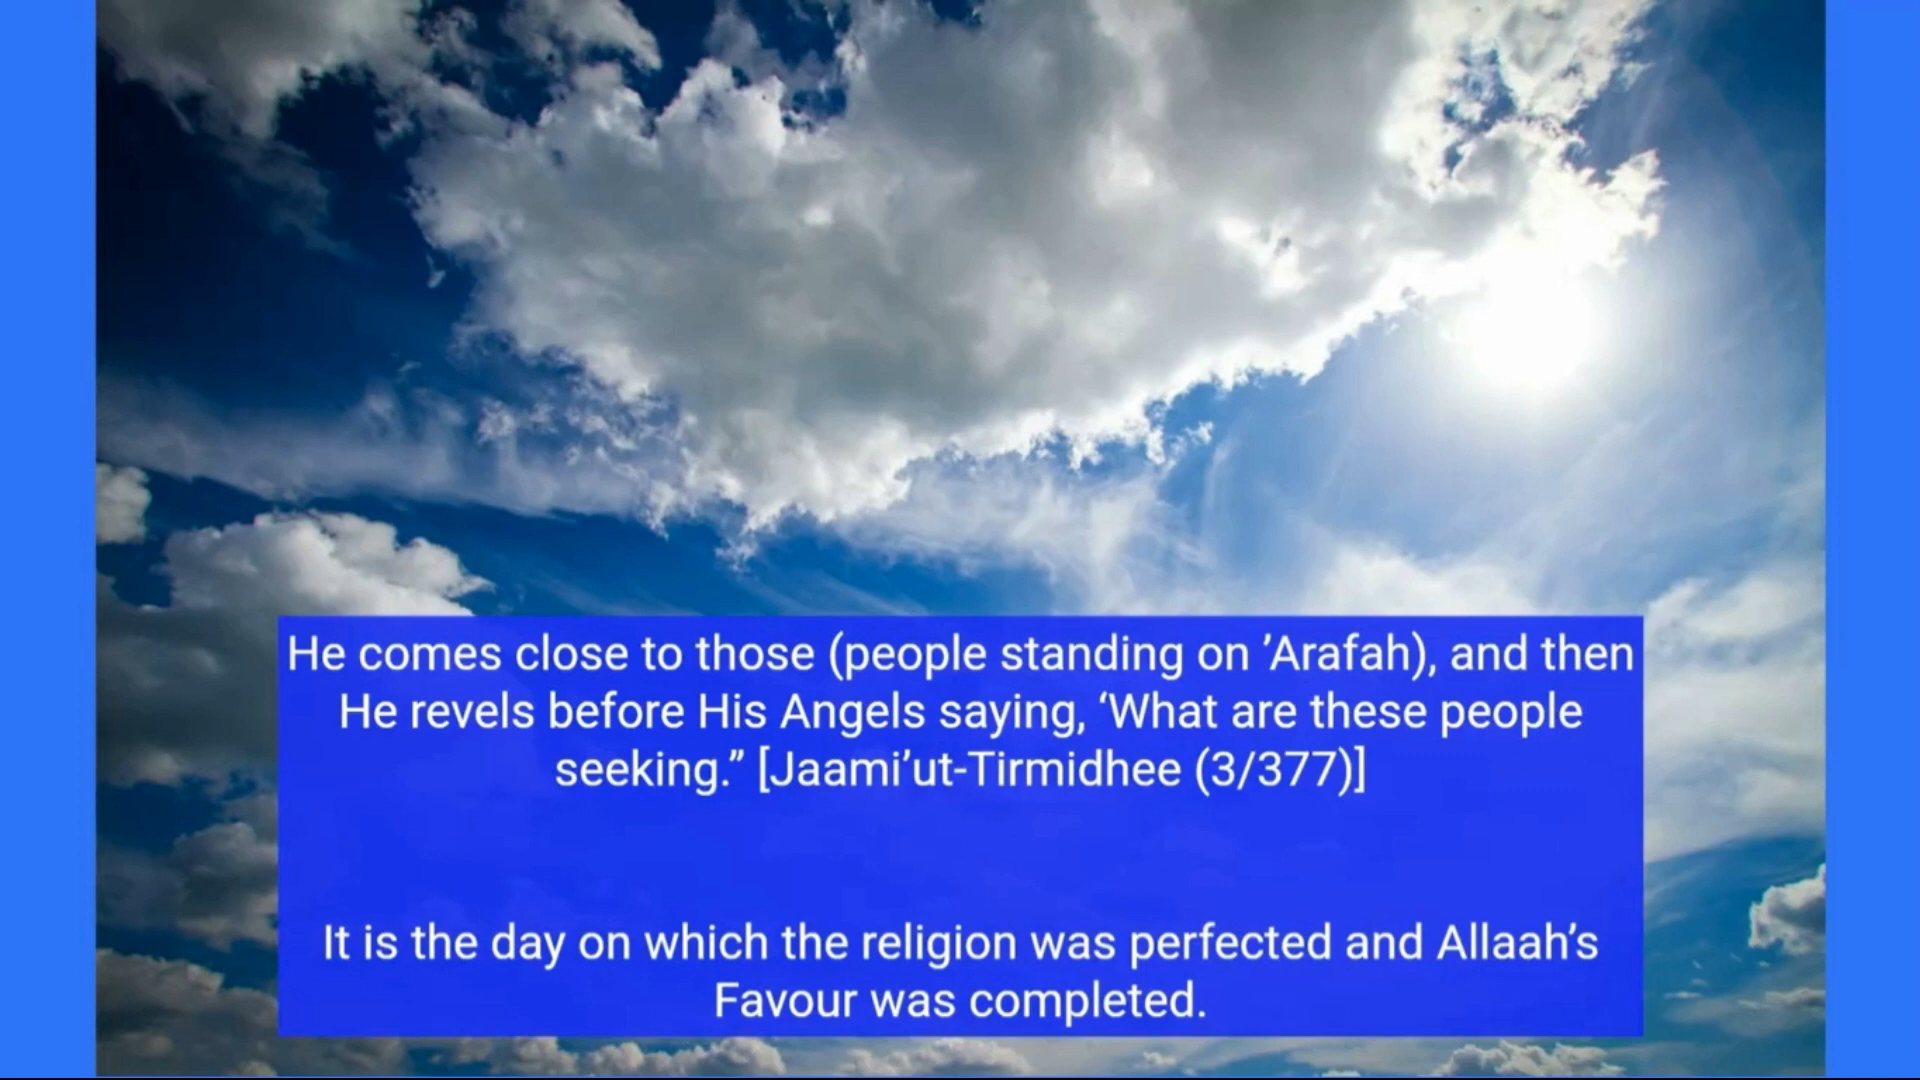 He comes close to those (people standing on ’Arafah), and then
He revels before His Angels saying, ‘What are these people
seeking.” [Jaami’ut-Tirmidhee (3/377)]
It is the day on which the religion was perfected and Allaah’s
Favour was completed.